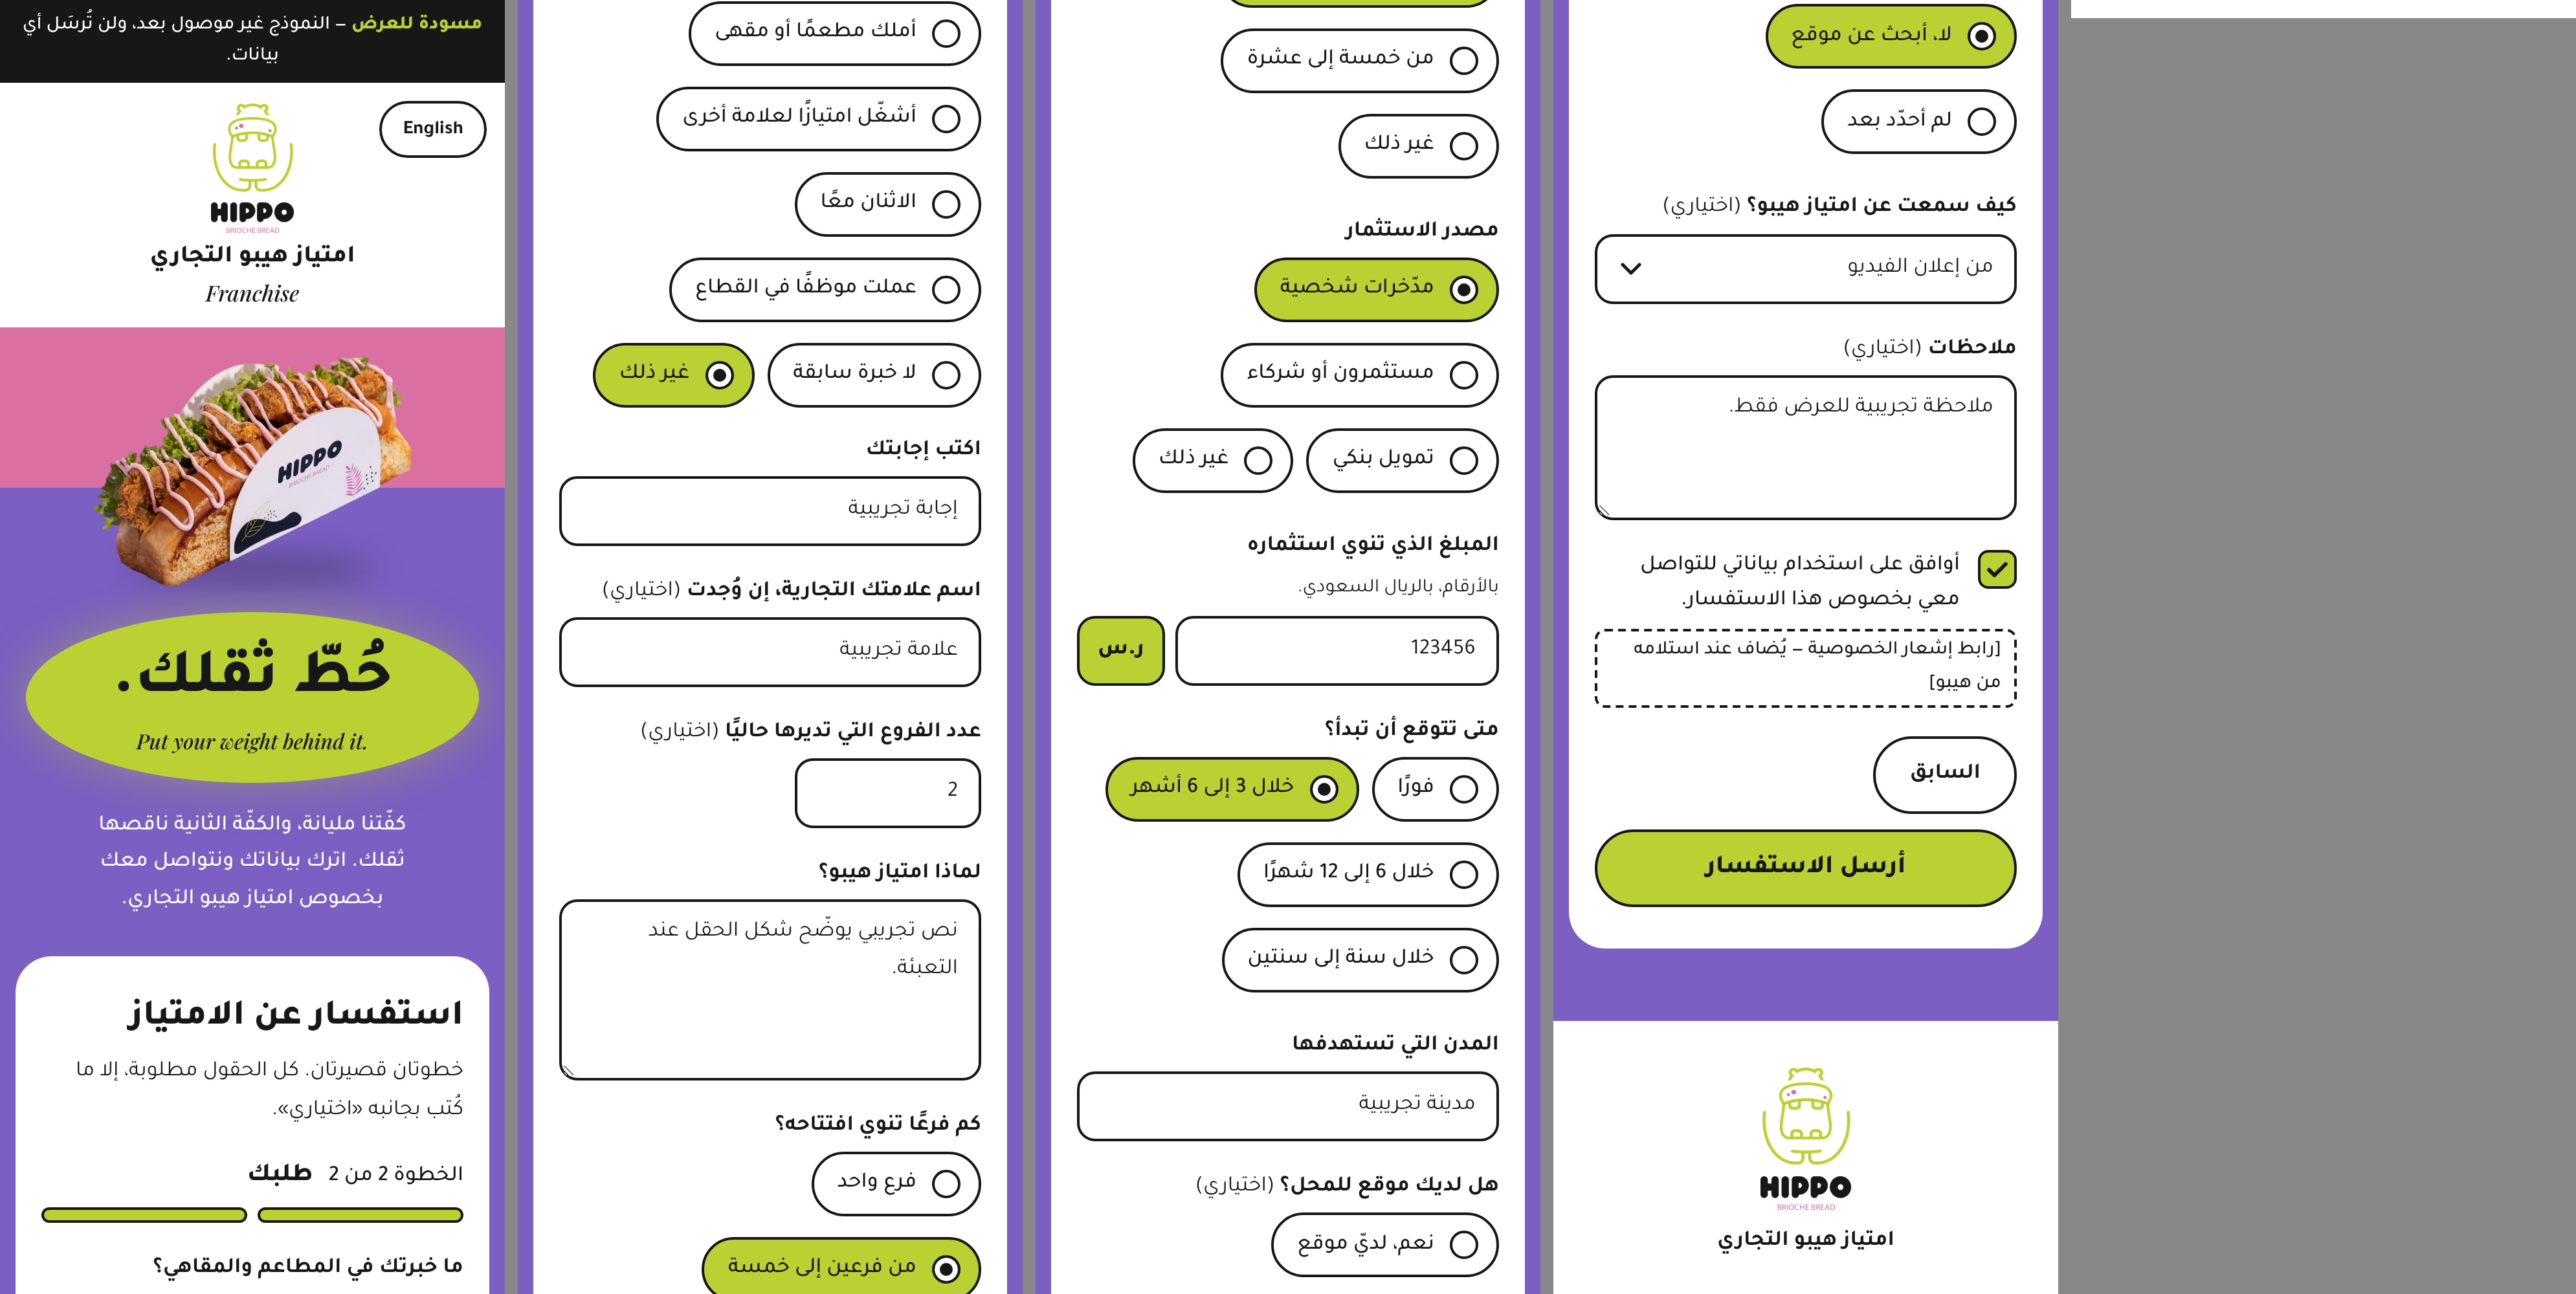 مسودة للعرض – النموذج غير موصول بعد، ولن تُرسَل أي
بيانات.
English
HIPPO
BRIOCHE BREAD
امتياز هيبو التجاري
Franchise
HIPPO
BRIOCHE BREAD
حُطّ ثقلك.
Put your weight behind it.
كفّتنا مليانة، والكفّة الثانية ناقصها
ثقلك. اترك بياناتك ونتواصل معك
بخصوص امتياز هيبو التجاري.
استفسار عن الامتياز
خطوتان قصيرتان. كل الحقول مطلوبة، إلا ما
كُتب بجانبه «اختياري».
الخطوة 2 من 2 طلبك
ما خبرتك في المطاعم والمقاهي؟
أملك مطعمًا أو مقهى
أشغّل امتيازًا لعلامة أخرى
الاثنان معًا
عملت موظفًا في القطاع
لا خبرة سابقة
غير ذلك
اكتب إجابتك
إجابة تجريبية
اسم علامتك التجارية، إن وُجدت (اختياري)
علامة تجريبية
عدد الفروع التي تديرها حاليًا (اختياري)
2
لماذا امتياز هيبو؟
نص تجريبي يوضّح شكل الحقل عند
التعبئة.
كم فرعًا تنوي افتتاحه؟
فرع واحد
من فرعين إلى خمسة
من خمسة إلى عشرة
غير ذلك
مصدر الاستثمار
مدّخرات شخصية
مستثمرون أو شركاء
تمويل بنكي
غير ذلك
المبلغ الذي تنوي استثماره
بالأرقام، بالريال السعودي.
123456
ر.س
متى تتوقع أن تبدأ؟
فورًا
خلال 3 إلى 6 أشهر
خلال 6 إلى 12 شهرًا
خلال سنة إلى سنتين
المدن التي تستهدفها
مدينة تجريبية
هل لديك موقع للمحل؟ (اختياري)
نعم، لديّ موقع
لا، أبحث عن موقع
لم أحدّد بعد
كيف سمعت عن امتياز هيبو؟ (اختياري)
من إعلان الفيديو
ملاحظات (اختياري)
ملاحظة تجريبية للعرض فقط.
أوافق على استخدام بياناتي للتواصل
معي بخصوص هذا الاستفسار.
[رابط إشعار الخصوصية – يُضاف عند استلامه
من هيبو]
السابق
أرسل الاستفسار
HIPPO
BRIOCHE BREAD
امتياز هيبو التجاري